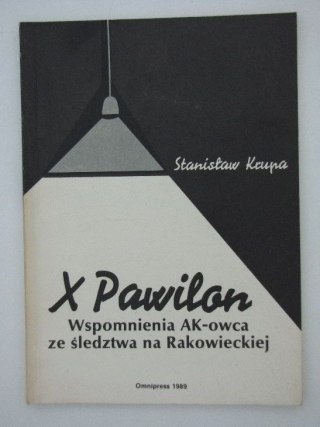 Stanisław Krupa
X Pawilon
Wspomnienia AK-owca
ze śledztwa na Rakowieckiej
Omnipress 1989